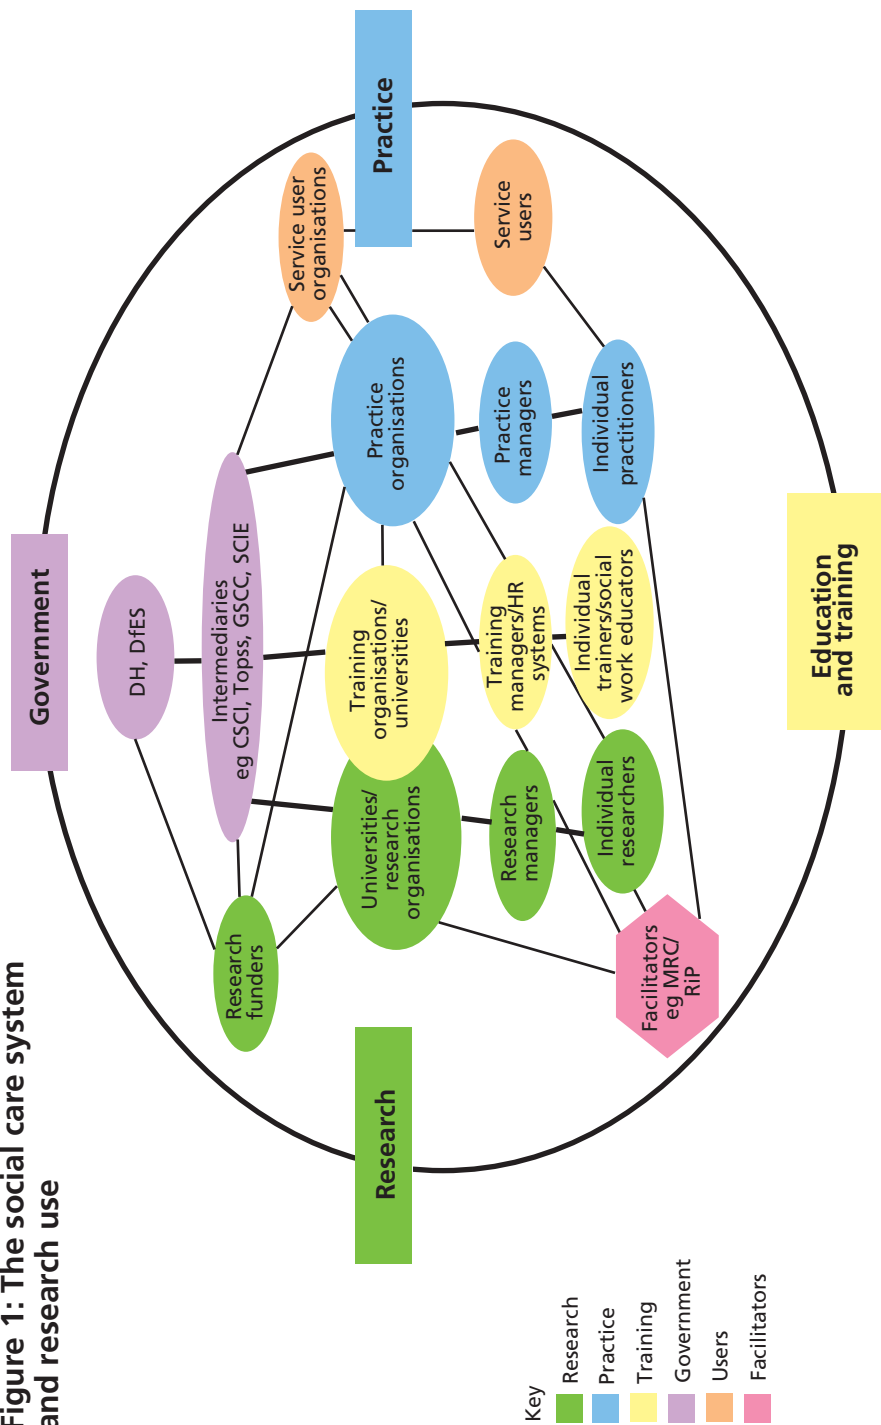 Figure 1: The social care system
and research use
Government
DH, DfES
Intermediaries
eg CSCI, Topss, GSCC, SCIE
Research
funders
Service user
organisations
Research
Practice
Universities/
research
organisations
Training
organisations/
universities
Practice
organisations
Research
managers
Training
managers/HR
systems
Practice
managers
Service
users
Individual
researchers
Individual
trainers/social
work educators
Individual
practitioners
Facilitators
eg MRC/
RiP
Education
and training
Key
Research
Practice
Training
Government
Users
Facilitators